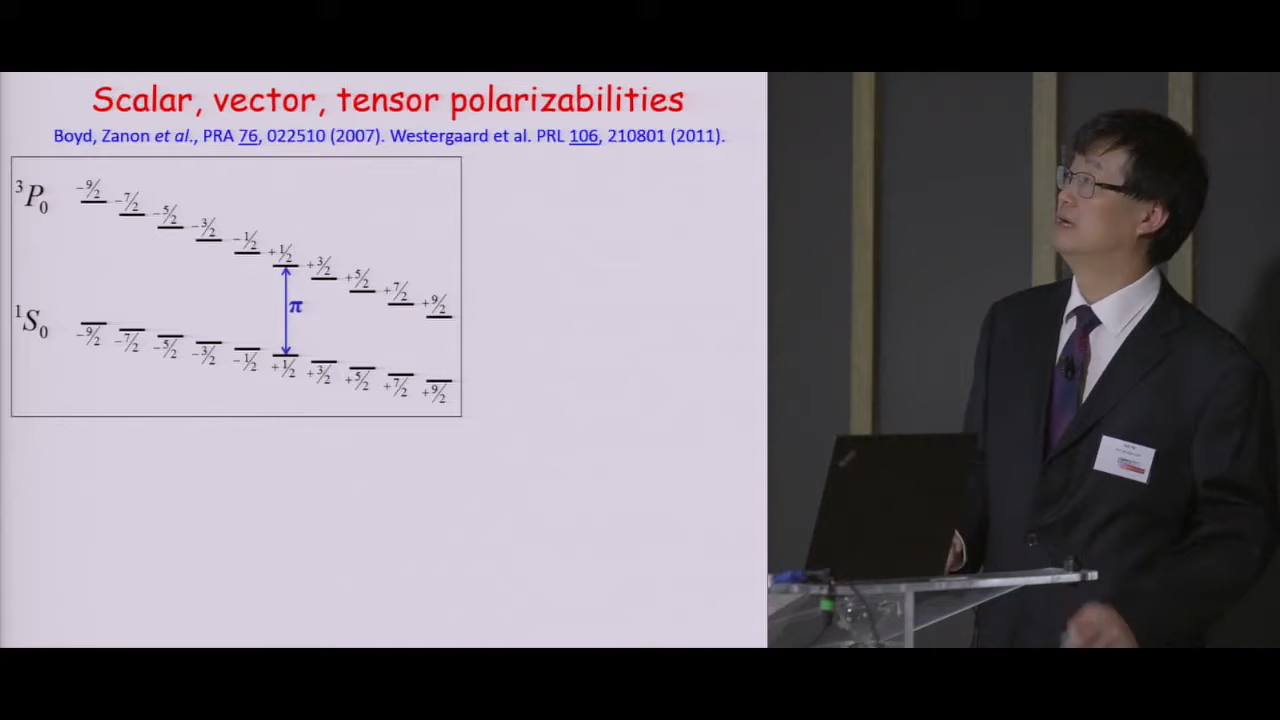 Scalar, vector, tensor polarizabilities
Boyd, Zanon et al., PRA 76, 022510 (2007). Westergaard et al. PRL 106, 210801 (2011).
³P₀ −9/2 −7/2 −5/2 −3/2 −1/2 +1/2 +3/2 +5/2 +7/2 +9/2
π
¹S₀ −9/2 −7/2 −5/2 −3/2 −1/2 +1/2 +3/2 +5/2 +7/2 +9/2